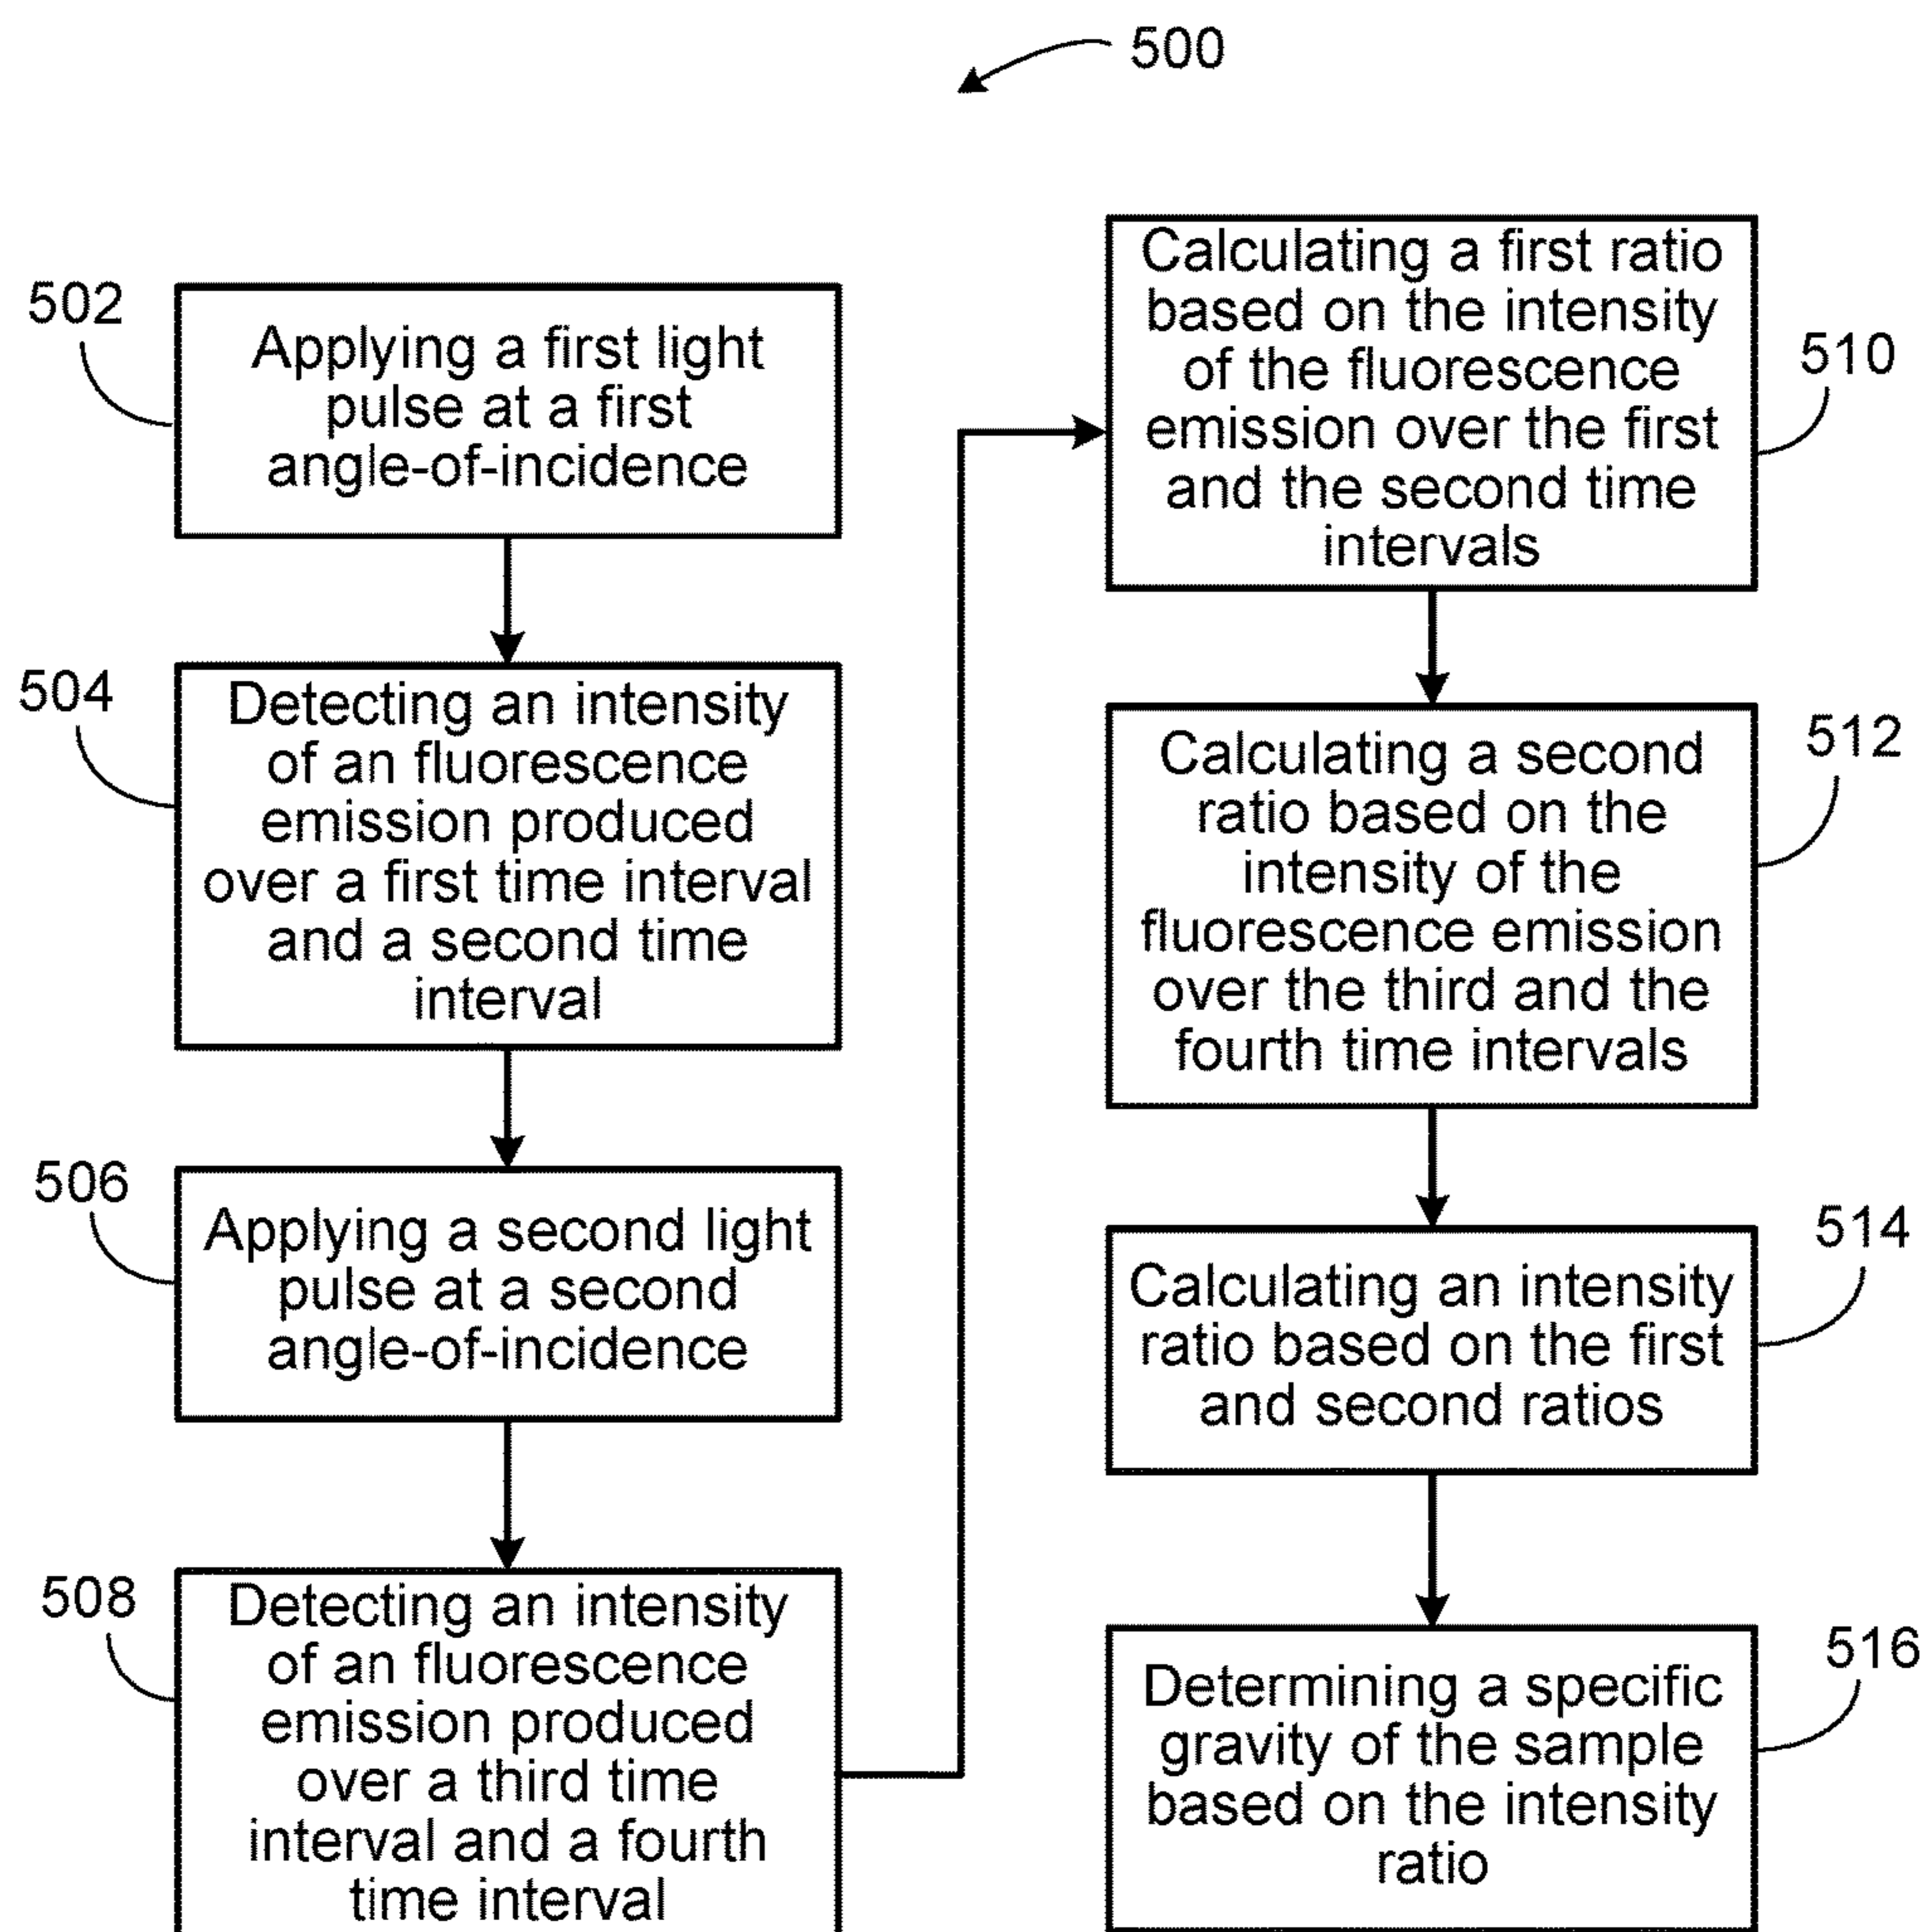 500
502
Applying a first light
pulse at a first
angle-of-incidence
504
Detecting an intensity
of an fluorescence
emission produced
over a first time interval
and a second time
interval
506
Applying a second light
pulse at a second
angle-of-incidence
508
Detecting an intensity
of an fluorescence
emission produced
over a third time
interval and a fourth
time interval
Calculating a first ratio
based on the intensity
of the fluorescence
emission over the first
and the second time
intervals
510
Calculating a second
ratio based on the
intensity of the
fluorescence emission
over the third and the
fourth time intervals
512
Calculating an intensity
ratio based on the first
and second ratios
514
Determining a specific
gravity of the sample
based on the intensity
ratio
516